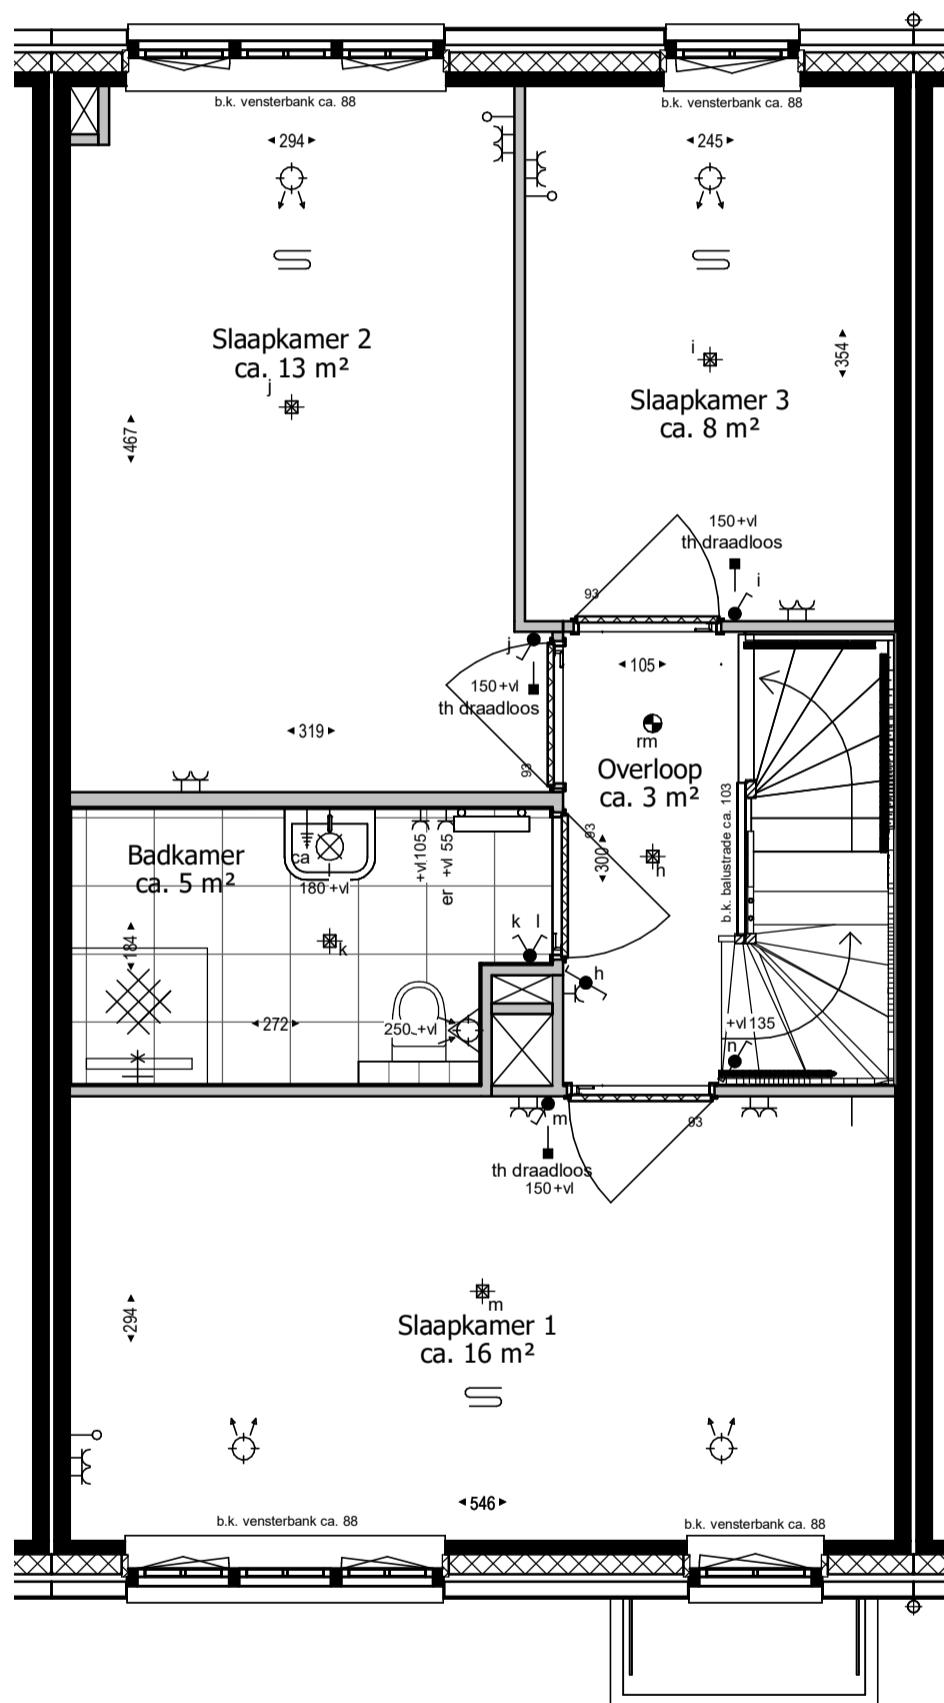 b.k. vensterbank ca. 88
b.k. vensterbank ca. 88
294
245
Slaapkamer 2
ca. 13 m²
j
467
i
354
Slaapkamer 3
ca. 8 m²
150+vl
th draadloos
i
93
j
150+vl
th draadloos
93
319
105
rm
Overloop
ca. 3 m²
93
300
h
b.k. balustrade ca. 103
Badkamer
ca. 5 m²
ca
180 +vl
+vl 105
er +vl 55
184
k
k l
h
272
250 +vl
+vl 135
n
m
93
th draadloos
150+vl
294
m
Slaapkamer 1
ca. 16 m²
546
b.k. vensterbank ca. 88
b.k. vensterbank ca. 88